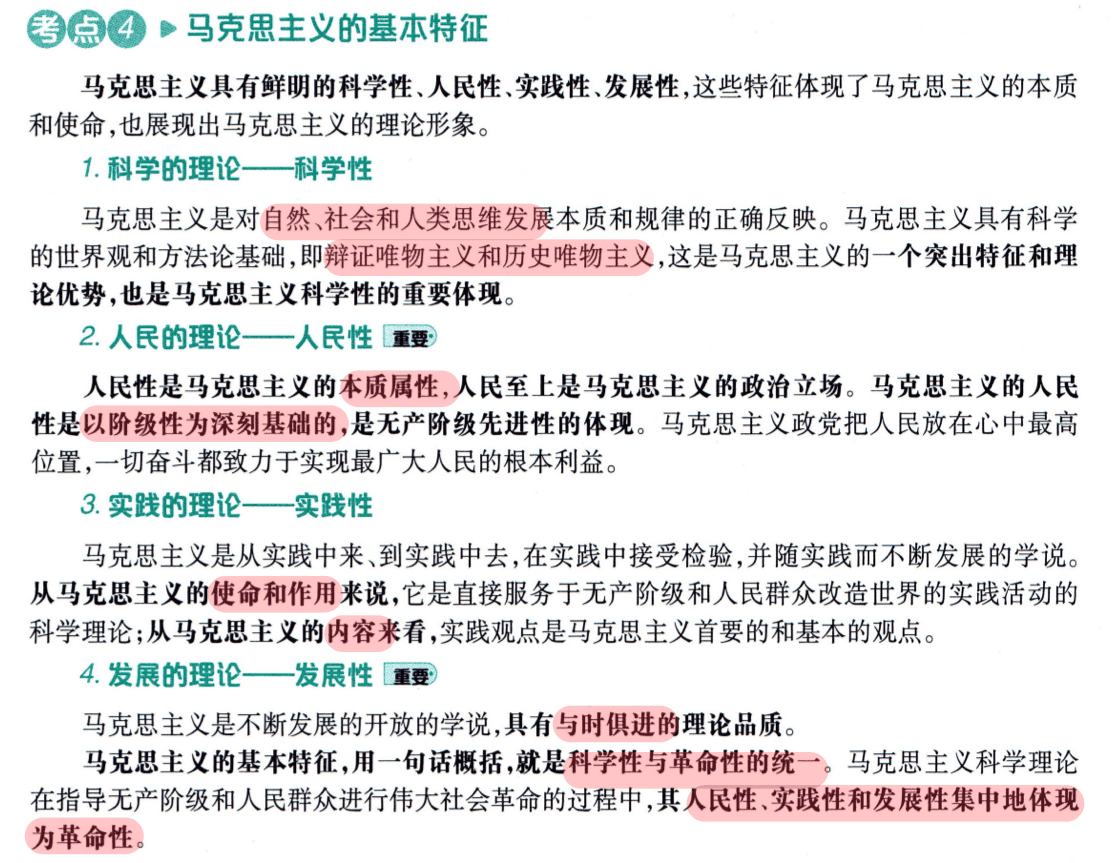 考点4 ▶ 马克思主义的基本特征
马克思主义具有鲜明的科学性、人民性、实践性、发展性,这些特征体现了马克思主义的本质
和使命,也展现出马克思主义的理论形象。
1. 科学的理论——科学性
马克思主义是对自然、社会和人类思维发展本质和规律的正确反映。马克思主义具有科学
的世界观和方法论基础,即辩证唯物主义和历史唯物主义,这是马克思主义的一个突出特征和理
论优势,也是马克思主义科学性的重要体现。
2. 人民的理论——人民性 重要
人民性是马克思主义的本质属性,人民至上是马克思主义的政治立场。马克思主义的人民
性是以阶级性为深刻基础的,是无产阶级先进性的体现。马克思主义政党把人民放在心中最高
位置,一切奋斗都致力于实现最广大人民的根本利益。
3. 实践的理论——实践性
马克思主义是从实践中来、到实践中去,在实践中接受检验,并随实践而不断发展的学说。
从马克思主义的使命和作用来说,它是直接服务于无产阶级和人民群众改造世界的实践活动的
科学理论;从马克思主义的内容来看,实践观点是马克思主义首要的和基本的观点。
4. 发展的理论——发展性 重要
马克思主义是不断发展的开放的学说,具有与时俱进的理论品质。
马克思主义的基本特征,用一句话概括,就是科学性与革命性的统一。马克思主义科学理论
在指导无产阶级和人民群众进行伟大社会革命的过程中,其人民性、实践性和发展性集中地体现
为革命性。